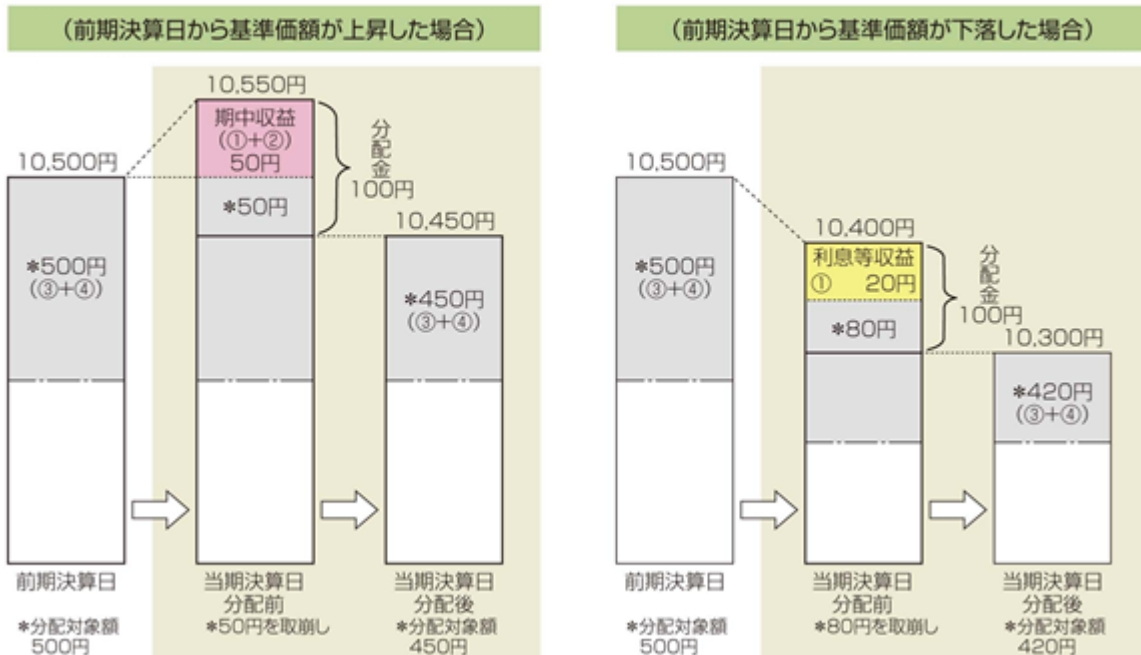 （前期決算日から基準価額が上昇した場合）
10,550円
期中収益
（①＋②）
50円
＊50円
分配金
100円
10,500円
＊500円
（③＋④）
10,450円
＊450円
（③＋④）
前期決算日
＊分配対象額
500円
当期決算日
分配前
＊50円を取崩し
当期決算日
分配後
＊分配対象額
450円
（前期決算日から基準価額が下落した場合）
10,500円
＊500円
（③＋④）
10,400円
利息等収益
① 20円
＊80円
分配金
100円
10,300円
＊420円
（③＋④）
前期決算日
＊分配対象額
500円
当期決算日
分配前
＊80円を取崩し
当期決算日
分配後
＊分配対象額
420円